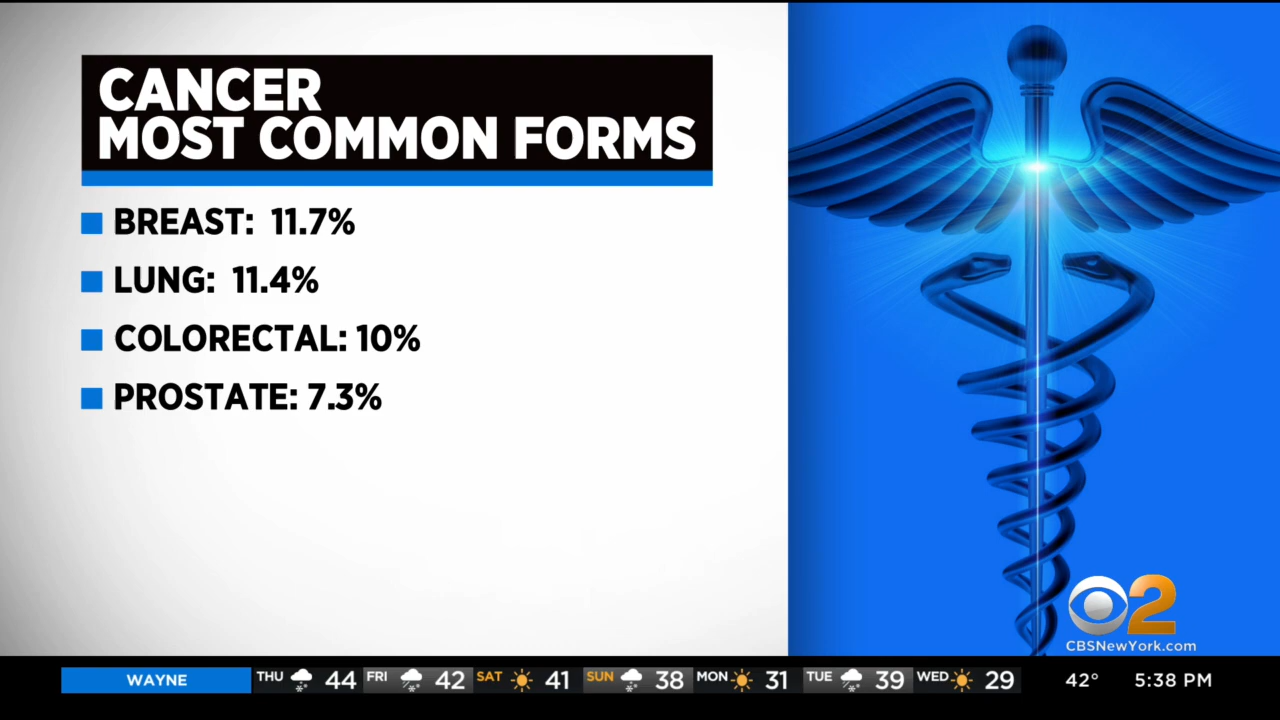 CANCER
MOST COMMON FORMS
BREAST: 11.7%
LUNG: 11.4%
COLORECTAL: 10%
PROSTATE: 7.3%
2
CBSNewYork.com
WAYNE THU 44 FRI 42 SAT 41 SUN 38 MON 31 TUE 39 WED 29 42° 5:38 PM